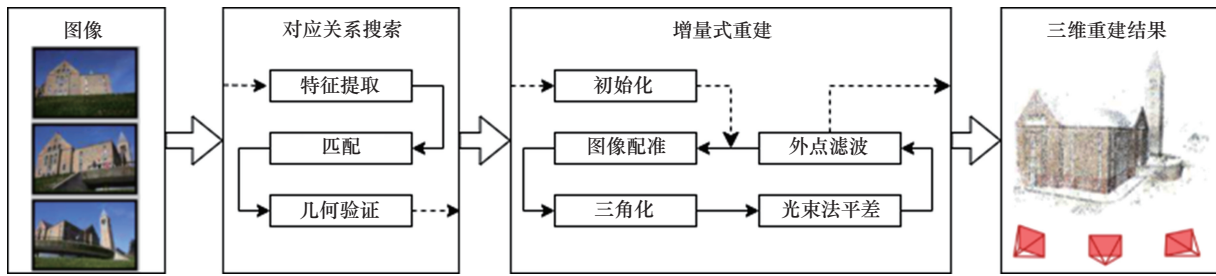 图像
对应关系搜索
特征提取
匹配
几何验证
增量式重建
初始化
图像配准
外点滤波
三角化
光束法平差
三维重建结果